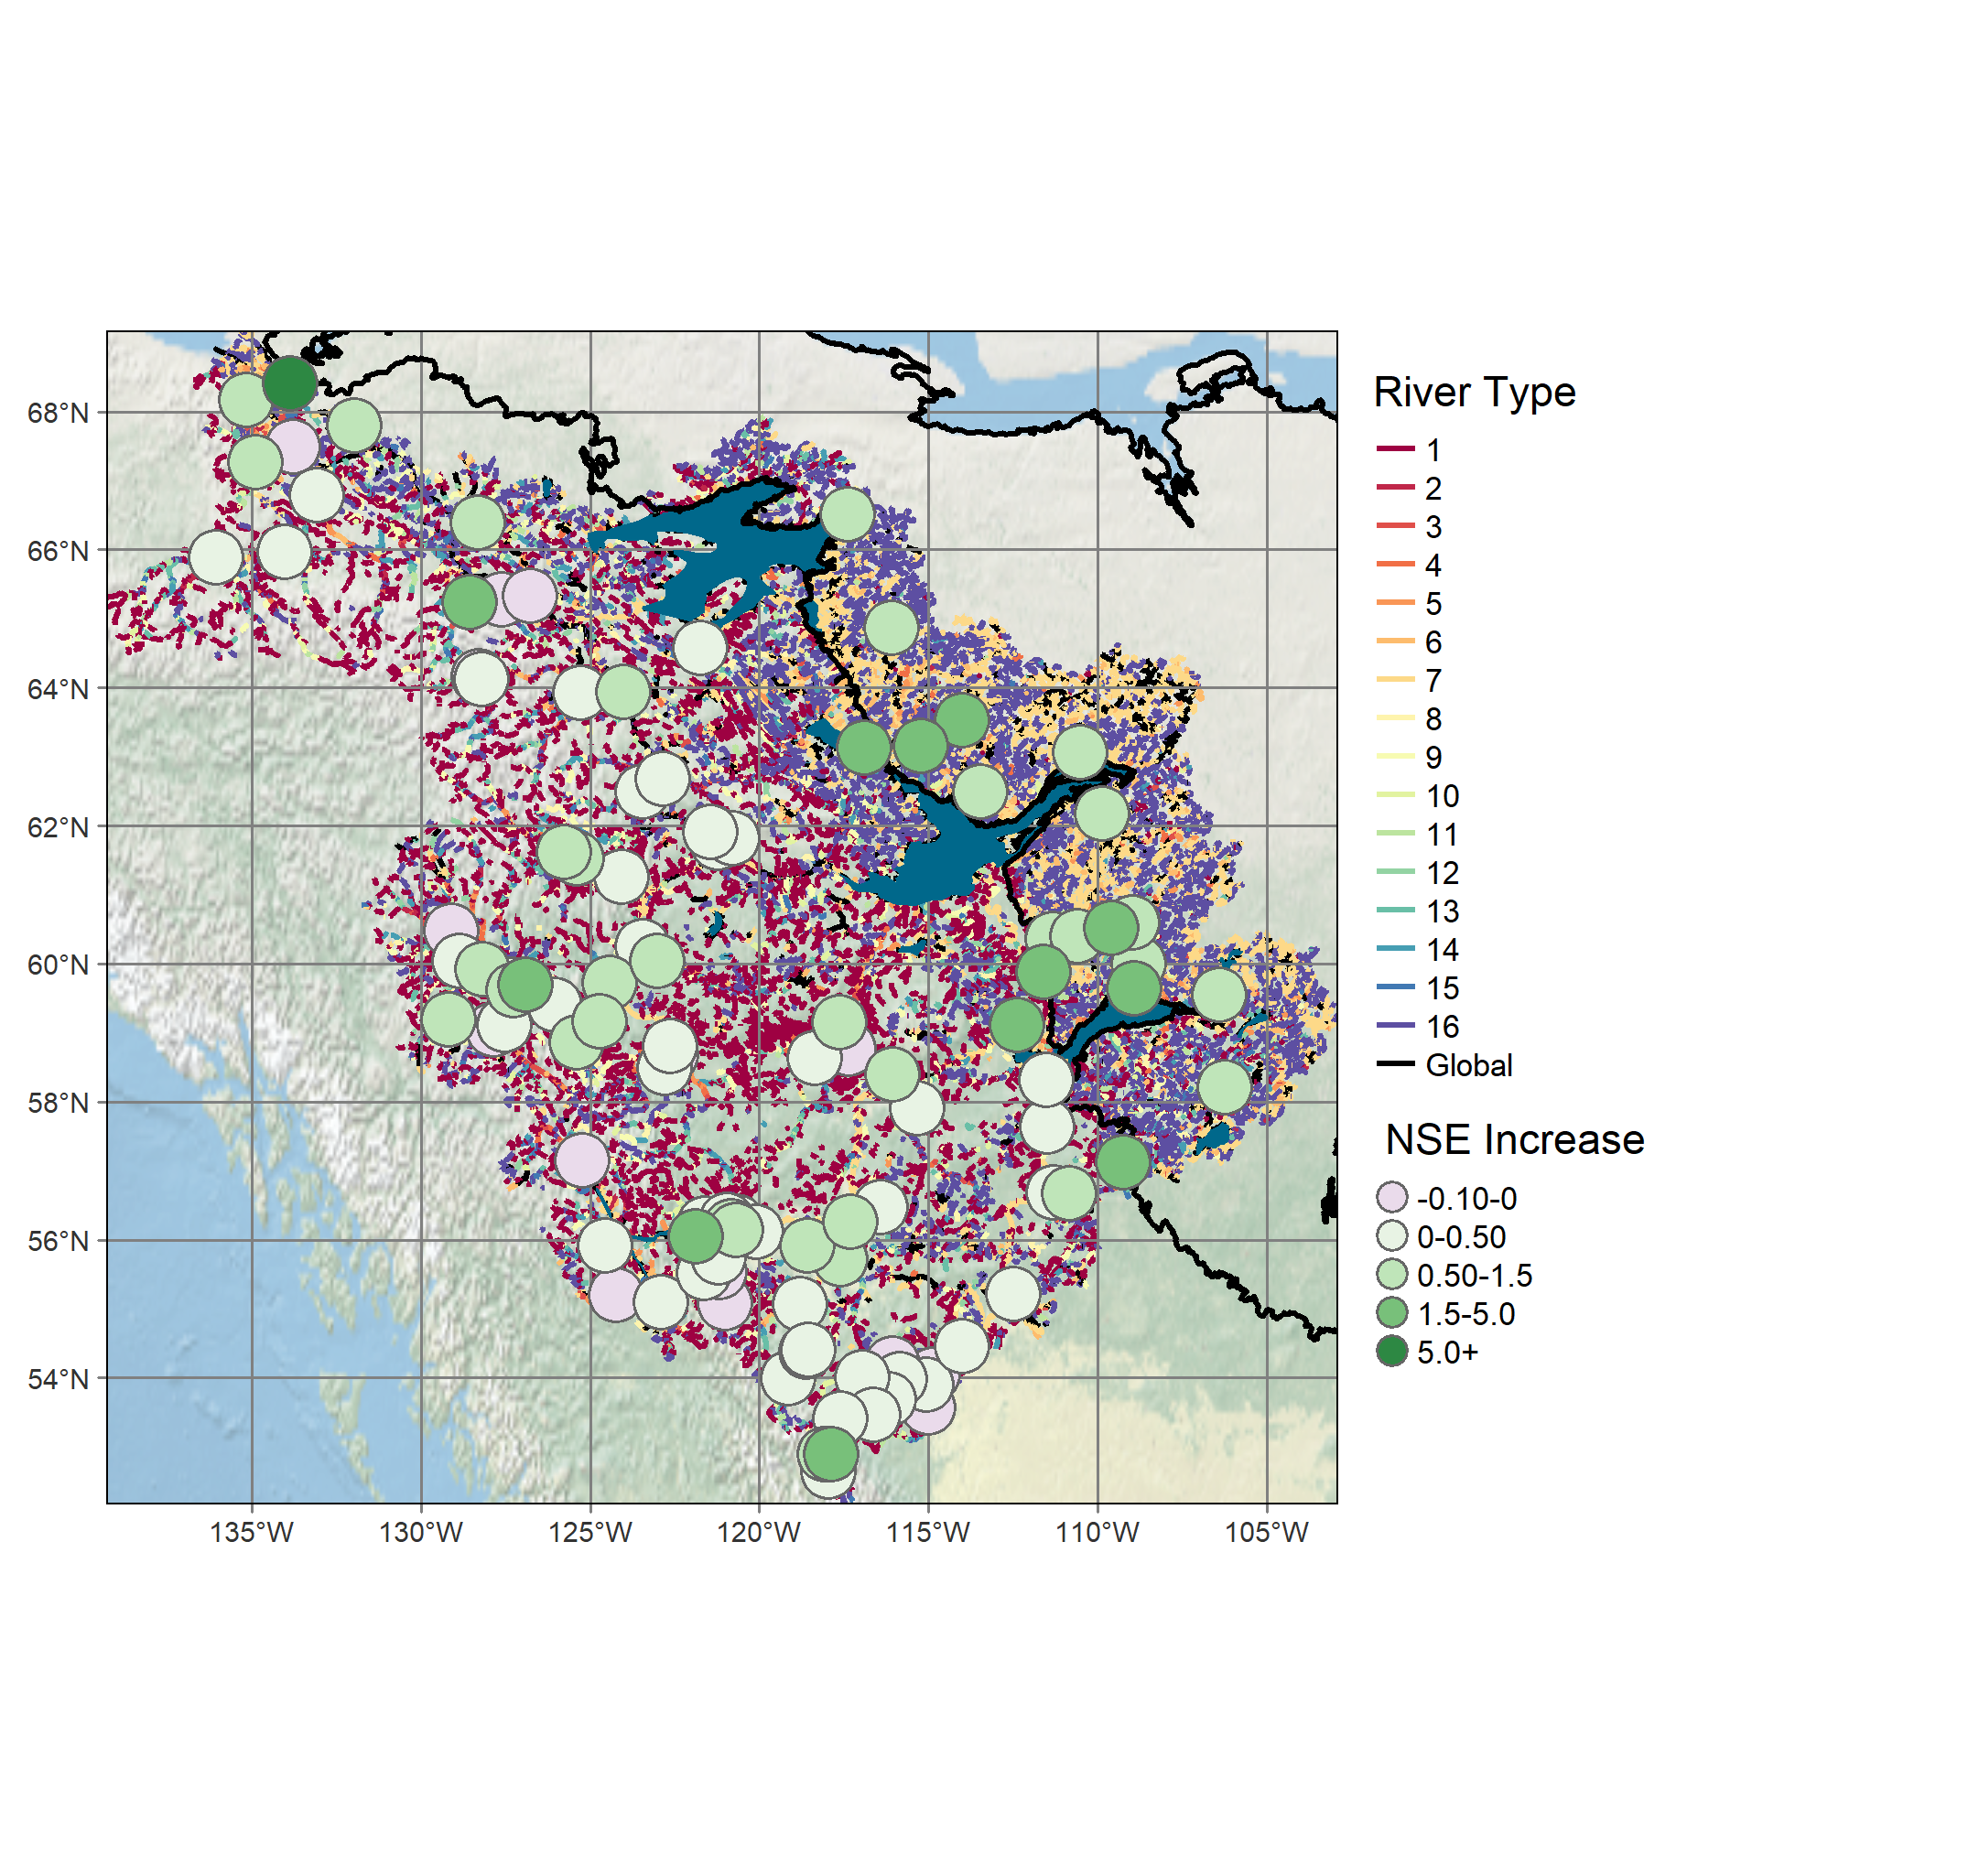 68°N
66°N
64°N
62°N
60°N
58°N
56°N
54°N
135°W
130°W
125°W
120°W
115°W
110°W
105°W
River Type
1
2
3
4
5
6
7
8
9
10
11
12
13
14
15
16
Global
NSE Increase
-0.10-0
0-0.50
0.50-1.5
1.5-5.0
5.0+